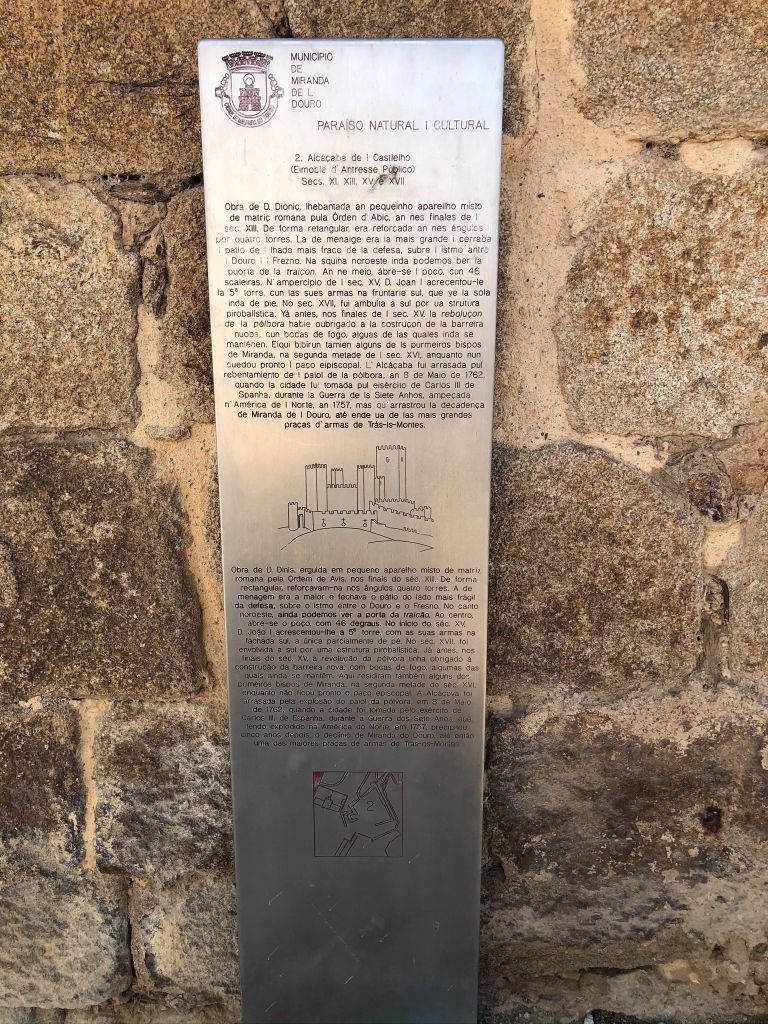 MUNICÍPIO
DE
MIRANDA
DE L
DOURO
PARAÍSO NATURAL I CULTURAL
2. Alcáçaba de l Castielho
(Eimoble d'Antresse Público)
Secs. XI, XIII, XV e XVII
Obra de D. Dioniç, lhebantada an pequeinho apareilho misto
de matriç romana pula Órden d'Abiç, an nes finales de l
sec. XIII. De forma retangular, era reforçada an nes ángulos
por quatro torres. La de menaige era la mais grande i cerraba
l pátio de l lhado mais fraco de la defesa, subre l istmo antre
l Douro i l Frezno. Na squina noroeste inda podemos ber la
puorta de la traiçon. An ne meio, ábre-se l poço, cun 46
scaleiras. N'ampercípio de l sec. XV, D. Joan I acrecentou-le
la 5ª torre, cun las sues armas na fruntarie sul, que ye la sola
inda de pie. No sec. XVII, fui ambulta a sul por ua strutura
pirobalística. Yá antes, nos finales de l sec. XV, la reboluçon
de la pólbora habie oubrigado a la costruçon de la barreira
nuoba, cun bocas de fogo, alguas de las quales inda se
manténen. Eiqui bibírun tamien alguns de ls purmeiros bispos
de Miranda, na segunda metade de l sec. XVI, anquanto nun
quedou pronto l paço eipiscopal. L'Alcáçaba fui arrasada pul
rebentamiento de l paiol de la pólbora, an 8 de Maio de 1762,
quando la cidade fui tomada pul eisército de Carlos III de
Spanha, durante la Guerra de ls Siete Anhos, ampeçada
n'América de l Norte, an 1757, mas qu'arrastrou la decadença
de Miranda de l Douro, até ende ua de las mais grandes
praças d'armas de Trás-ls-Montes.
Obra de D. Dinis, erguida em pequeno aparelho misto de matriz
romana pela Ordem de Avis, nos finais do séc. XIII. De forma
rectangular, reforçavam-na nos ângulos quatro torres. A de
menagem era a maior e fechava o pátio do lado mais frágil
da defesa, sobre o istmo entre o Douro e o Fresno. No canto
noroeste, ainda podemos ver a porta da traição. Ao centro,
abre-se o poço, com 46 degraus. No início do séc. XV,
D. João I acrescentou-lhe a 5ª torre, com as suas armas na
fachada sul, a única parcialmente de pé. No séc. XVII, foi
envolvida a sul por uma estrutura pirobalística. Já antes, nos
finais do séc. XV, a revolução da pólvora tinha obrigado à
construção da barreira nova, com bocas de fogo, algumas das
quais ainda se mantêm. Aqui residiram também alguns dos
primeiros bispos de Miranda, na segunda metade do séc. XVI,
enquanto não ficou pronto o paço episcopal. A Alcáçova foi
arrasada pela explosão do paiol da pólvora, em 8 de Maio
de 1762, quando a cidade foi tomada pelo exército de
Carlos III, de Espanha, durante a Guerra dos Sete Anos, que,
tendo explodido na América do Norte, em 1757, precipitou,
cinco anos depois, o declínio de Miranda do Douro, até então
uma das maiores praças de armas de Trás-os-Montes.
2